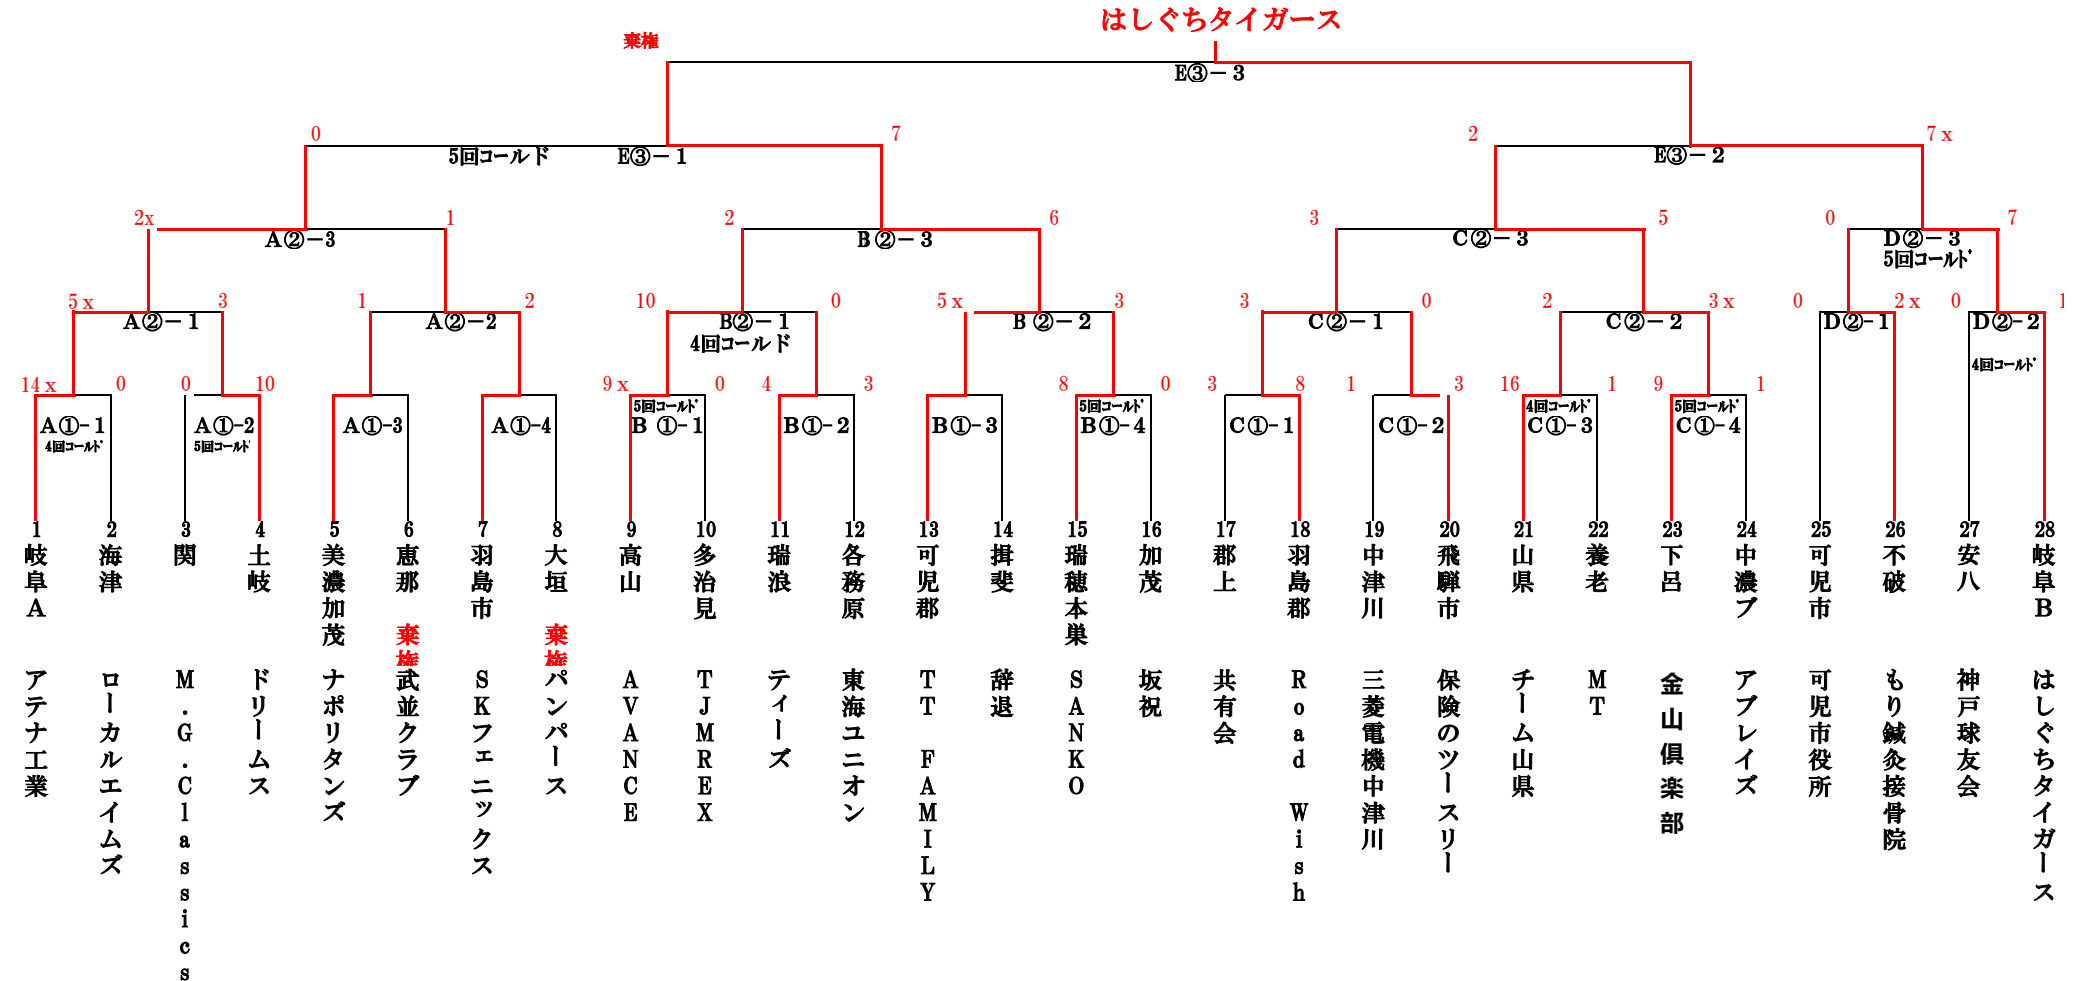 はしぐちタイガース
棄権
E③－3
0
7
2
7x
5回コールド
E③－1
E③－2
2x
1
2
6
3
5
0
7
A②－3
B②－3
C②－3
D②－3
5回コールド
5x
3
1
2
10
0
5x
3
3
0
2
3x
0
2x
0
1
A②－1
A②－2
B②－1
B②－2
C②－1
C②－2
D②-1
D②-2
4回コールド
4回コールド
14x
0
0
10
9x
0
4
3
8
0
3
8
1
3
16
1
9
1
5回コールド
5回コールド
4回コールド
5回コールド
A①-1
A①-2
A①-3
A①-4
B①-1
B①-2
B①-3
B①-4
C①-1
C①-2
C①-3
C①-4
4回コールド
5回コールド
1
岐阜A
アテナ工業
2
海津
ローカルエイムズ
3
関
M.G.Classics
4
土岐
ドリームス
5
美濃加茂
ナポリタンズ
6
恵那
棄権
武並クラブ
7
羽島市
SKフェニックス
8
大垣
棄権
パンパース
9
高山
AVANCE
10
多治見
TJMREX
11
瑞浪
ティーズ
12
各務原
東海ユニオン
13
可児郡
TT FAMILY
14
揖斐
辞退
15
瑞穂本巣
SANKO
16
加茂
坂祝
17
郡上
共有会
18
羽島郡
Road Wish
19
中津川
三菱電機中津川
20
飛騨市
保険のツースリー
21
山県
チーム山県
22
養老
MT
23
下呂
金山倶楽部
24
中濃ブ
アブレイズ
25
可児市
可児市役所
26
不破
もり鍼灸接骨院
27
安八
神戸球友会
28
岐阜B
はしぐちタイガース